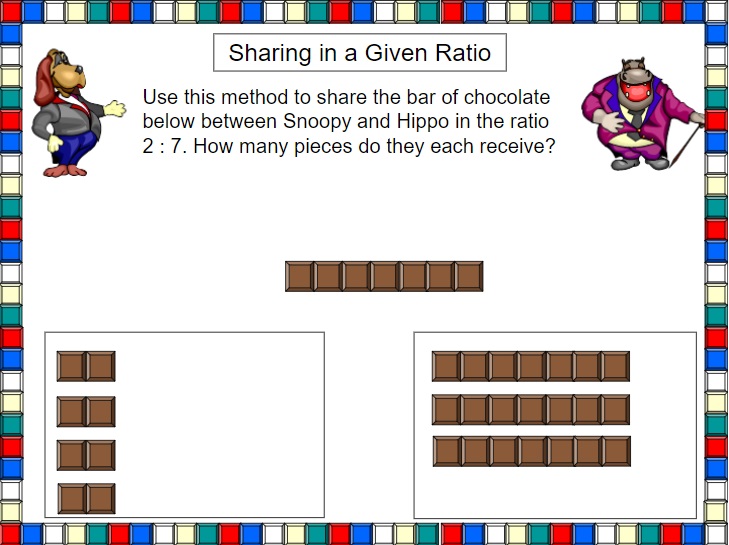 Sharing in a Given Ratio
Use this method to share the bar of chocolate
below between Snoopy and Hippo in the ratio
2 : 7. How many pieces do they each receive?